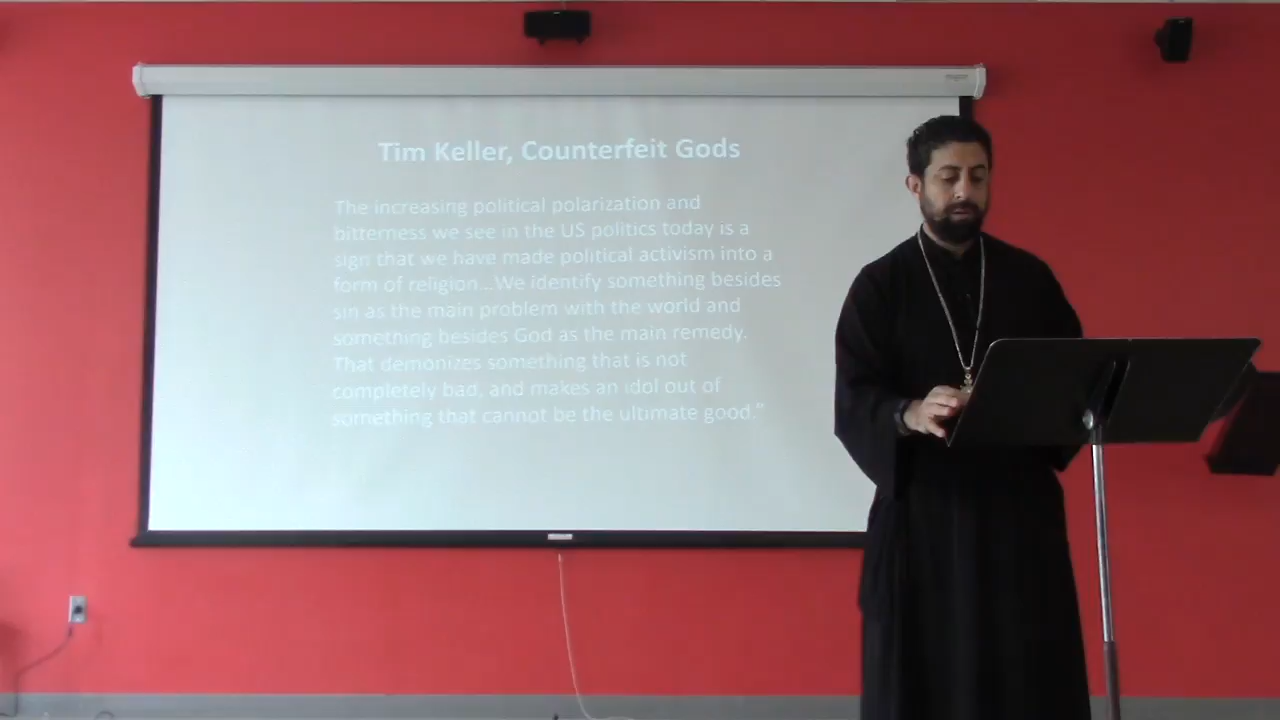 Tim Keller, Counterfeit Gods
The increasing political polarization and
bitterness we see in the US politics today is a
sign that we have made political activism into a
form of religion...We identify something besides
sin as the main problem with the world and
something besides God as the main remedy.
That demonizes something that is not
completely bad, and makes an idol out of
something that cannot be the ultimate good."